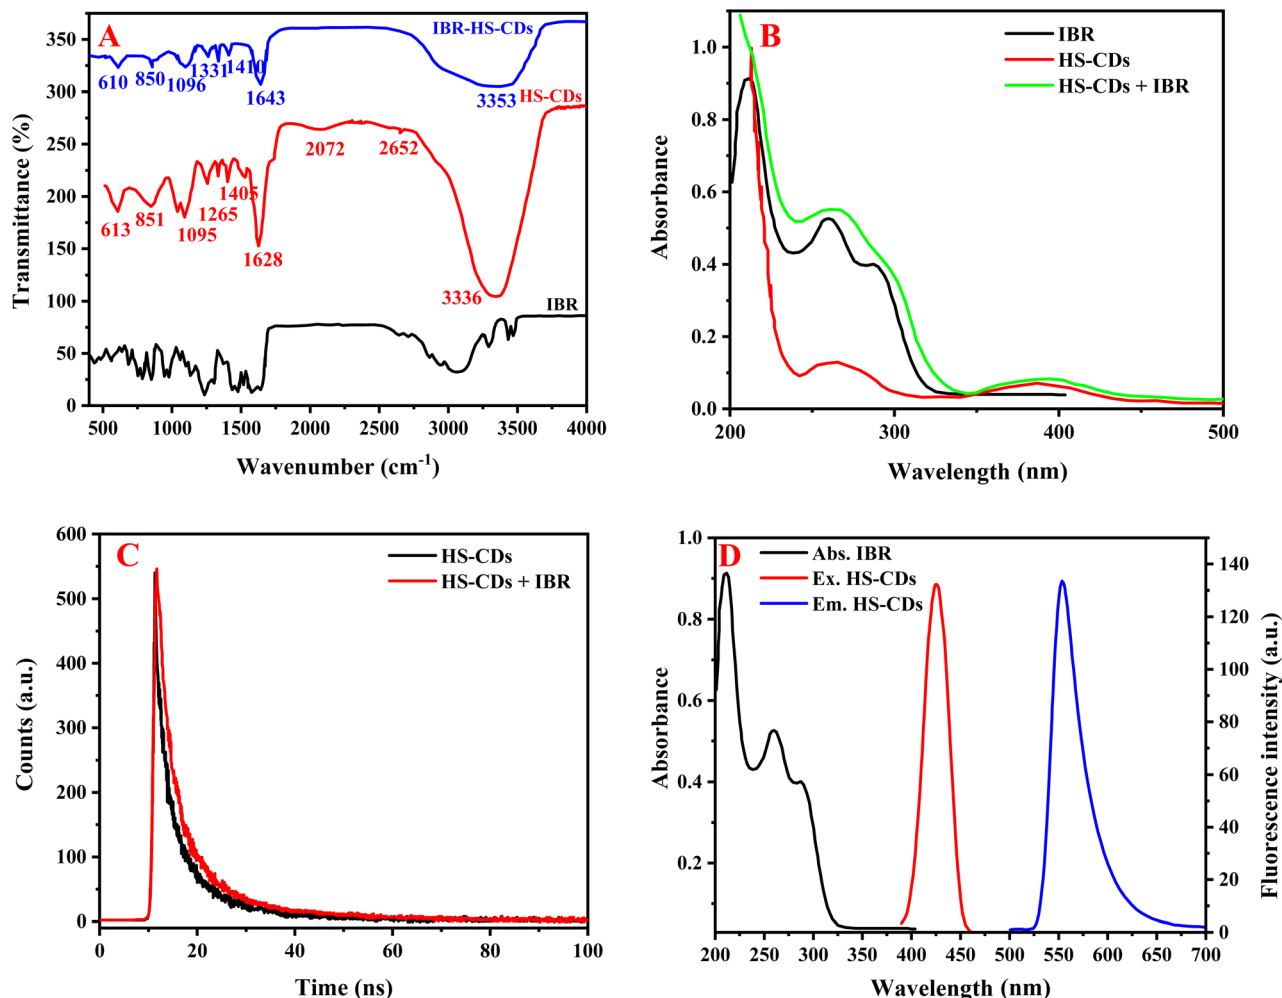 A
IBR-HS-CDs
610
850
1096
1331
1410
1643
3353
HS-CDs
2072
2652
613
851
1095
1265
1405
1628
3336
IBR
350
300
250
200
150
100
50
0
Transmittance (%)
500 1000 1500 2000 2500 3000 3500 4000
Wavenumber (cm-1)
B
IBR
HS-CDs
HS-CDs + IBR
1.0
0.8
0.6
0.4
0.2
0.0
Absorbance
200 300 400 500
Wavelength (nm)
C
HS-CDs
HS-CDs + IBR
600
500
400
300
200
100
0
Counts (a.u.)
0 20 40 60 80 100
Time (ns)
D
Abs. IBR
Ex. HS-CDs
Em. HS-CDs
1.0
0.8
0.6
0.4
0.2
Absorbance
140
120
100
80
60
40
20
0
Fluorescence intensity (a.u.)
200 250 300 350 400 450 500 550 600 650 700
Wavelength (nm)